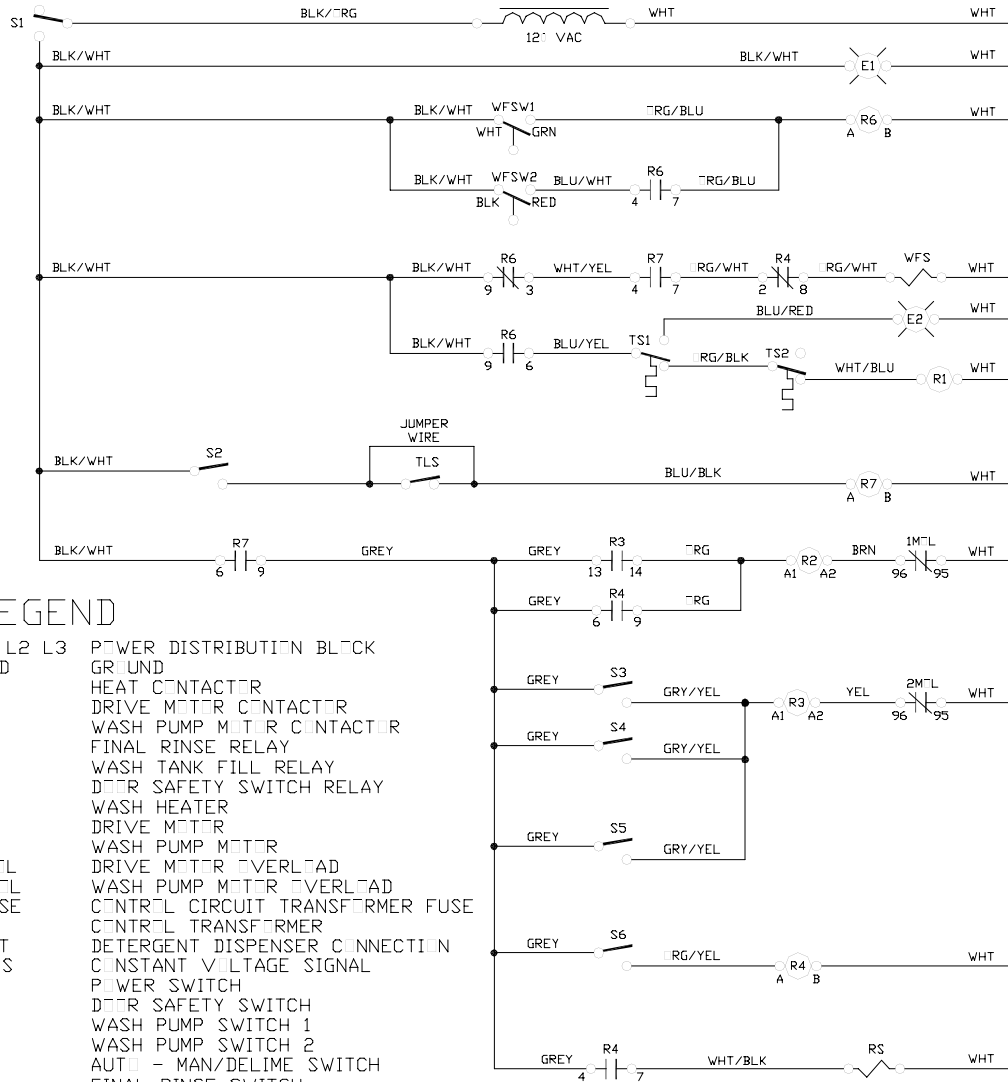 S1 BLK/ORG 120 VAC WHT WHT
BLK/WHT BLK/WHT E1 WHT
BLK/WHT BLK/WHT WFSW1 WHT GRN ORG/BLU R6 A B WHT
BLK/WHT WFSW2 BLK RED BLU/WHT R6 4 7 ORG/BLU
BLK/WHT BLK/WHT R6 9 3 WHT/YEL R7 4 7 ORG/WHT R4 2 8 ORG/WHT WFS WHT
BLU/RED E2 WHT
BLK/WHT R6 9 6 BLU/YEL TS1 ORG/BLK TS2 WHT/BLU R1 WHT
JUMPER
WIRE
BLK/WHT S2 TLS BLU/BLK R7 A B WHT
BLK/WHT R7 6 9 GREY GREY R3 13 14 ORG R2 A1 A2 BRN 1MOL 96 95 WHT
GREY R4 6 9 ORG
GREY S3 GRY/YEL R3 A1 A2 YEL 2MOL 96 95 WHT
GREY S4 GRY/YEL
GREY S5 GRY/YEL
GREY S6 ORG/YEL R4 A B WHT
GREY R4 4 7 WHT/BLK RS WHT
EGEND
L2 L3 POWER DISTRIBUTION BLOCK
D GROUND
HEAT CONTACTOR
DRIVE MOTOR CONTACTOR
WASH PUMP MOTOR CONTACTOR
FINAL RINSE RELAY
WASH TANK FILL RELAY
DOOR SAFETY SWITCH RELAY
WASH HEATER
DRIVE MOTOR
WASH PUMP MOTOR
OL DRIVE MOTOR OVERLOAD
OL WASH PUMP MOTOR OVERLOAD
SE CONTROL CIRCUIT TRANSFORMER FUSE
CONTROL TRANSFORMER
T DETERGENT DISPENSER CONNECTION
S CONSTANT VOLTAGE SIGNAL
POWER SWITCH
DOOR SAFETY SWITCH
WASH PUMP SWITCH 1
WASH PUMP SWITCH 2
AUTO - MAN/DELIME SWITCH
FINAL RINSE SWITCH